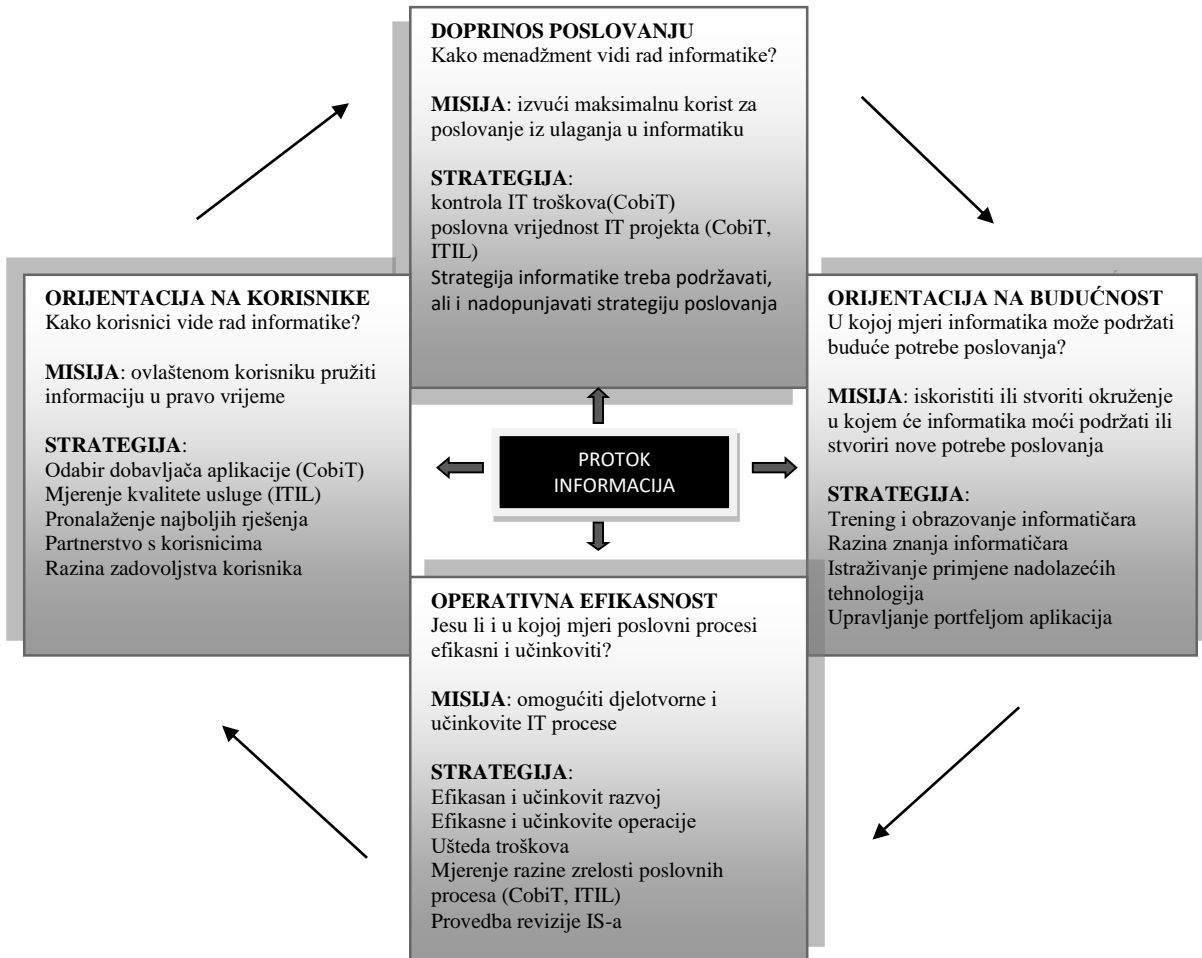 DOPRINOS POSLOVANJU
Kako menadžment vidi rad informatike?
MISIJA: izvući maksimalnu korist za
poslovanje iz ulaganja u informatiku
STRATEGIJA:
kontrola IT troškova(CobiT)
poslovna vrijednost IT projekta (CobiT,
ITIL)
Strategija informatike treba podržavati,
ali i nadopunjavati strategiju poslovanja
ORIJENTACIJA NA KORISNIKE
Kako korisnici vide rad informatike?
MISIJA: ovlaštenom korisniku pružiti
informaciju u pravo vrijeme
STRATEGIJA:
Odabir dobavljača aplikacije (CobiT)
Mjerenje kvalitete usluge (ITIL)
Pronalaženje najboljih rješenja
Partnerstvo s korisnicima
Razina zadovoljstva korisnika
PROTOK
INFORMACIJA
ORIJENTACIJA NA BUDUĆNOST
U kojoj mjeri informatika može podržati
buduće potrebe poslovanja?
MISIJA: iskoristiti ili stvoriti okruženje
u kojem će informatika moći podržati ili
stvoriri nove potrebe poslovanja
STRATEGIJA:
Trening i obrazovanje informatičara
Razina znanja informatičara
Istraživanje primjene nadolazećih
tehnologija
Upravljanje portfeljom aplikacija
OPERATIVNA EFIKASNOST
Jesu li i u kojoj mjeri poslovni procesi
efikasni i učinkoviti?
MISIJA: omogućiti djelotvorne i
učinkovite IT procese
STRATEGIJA:
Efikasan i učinkovit razvoj
Efikasne i učinkovite operacije
Ušteda troškova
Mjerenje razine zrelosti poslovnih
procesa (CobiT, ITIL)
Provedba revizije IS-a